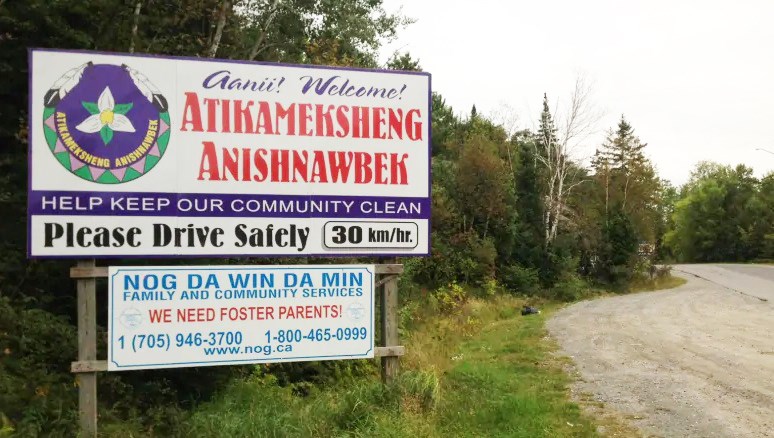 Aanii! Welcome!
ATIKAMEKSHENG
ANISHNAWBEK
ATIKAMEKSHENG ANISHNAWBEK
HELP KEEP OUR COMMUNITY CLEAN
Please Drive Safely 30 km/hr.
NOG DA WIN DA MIN
FAMILY AND COMMUNITY SERVICES
WE NEED FOSTER PARENTS!
1 (705) 946-3700 1-800-465-0999
www.nog.ca